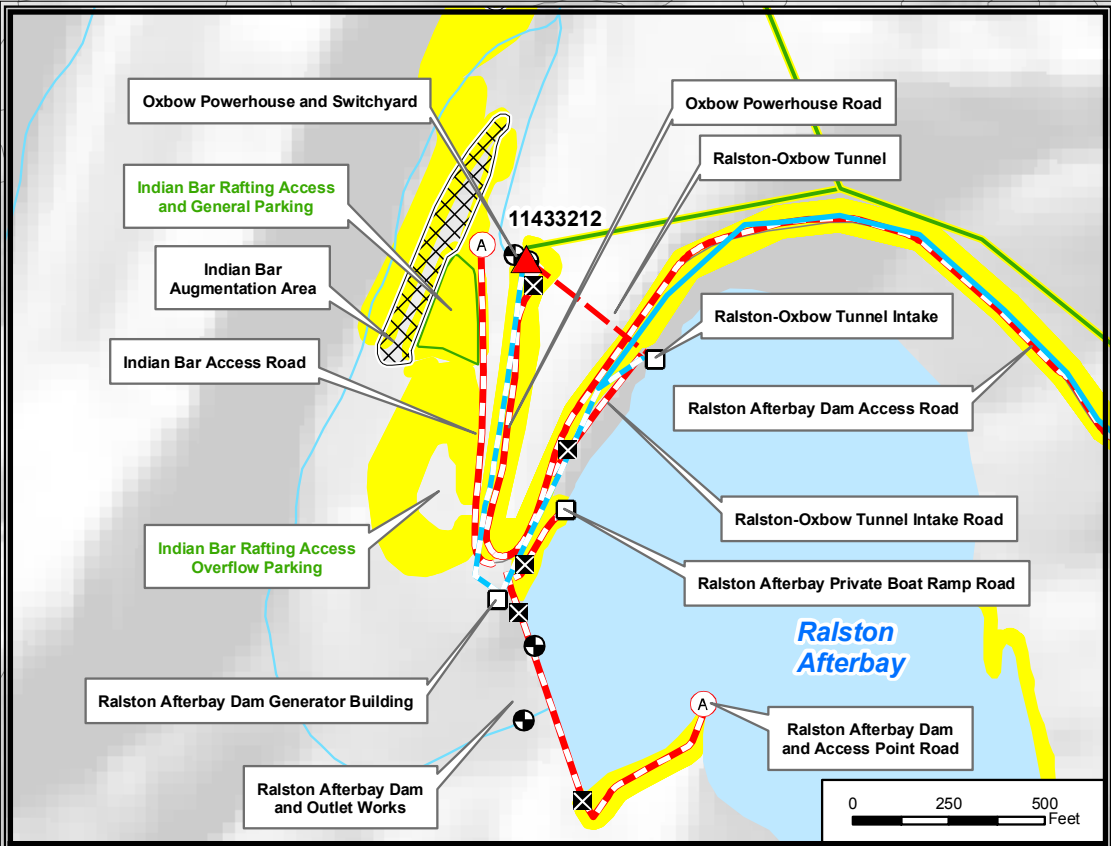 Oxbow Powerhouse and Switchyard
Oxbow Powerhouse Road
Ralston-Oxbow Tunnel
Indian Bar Rafting Access
and General Parking
11433212
A
Indian Bar
Augmentation Area
Ralston-Oxbow Tunnel Intake
Indian Bar Access Road
Ralston Afterbay Dam Access Road
Ralston-Oxbow Tunnel Intake Road
Indian Bar Rafting Access
Overflow Parking
Ralston Afterbay Private Boat Ramp Road
Ralston
Afterbay
Ralston Afterbay Dam Generator Building
A
Ralston Afterbay Dam
and Access Point Road
Ralston Afterbay Dam
and Outlet Works
0 250 500
Feet